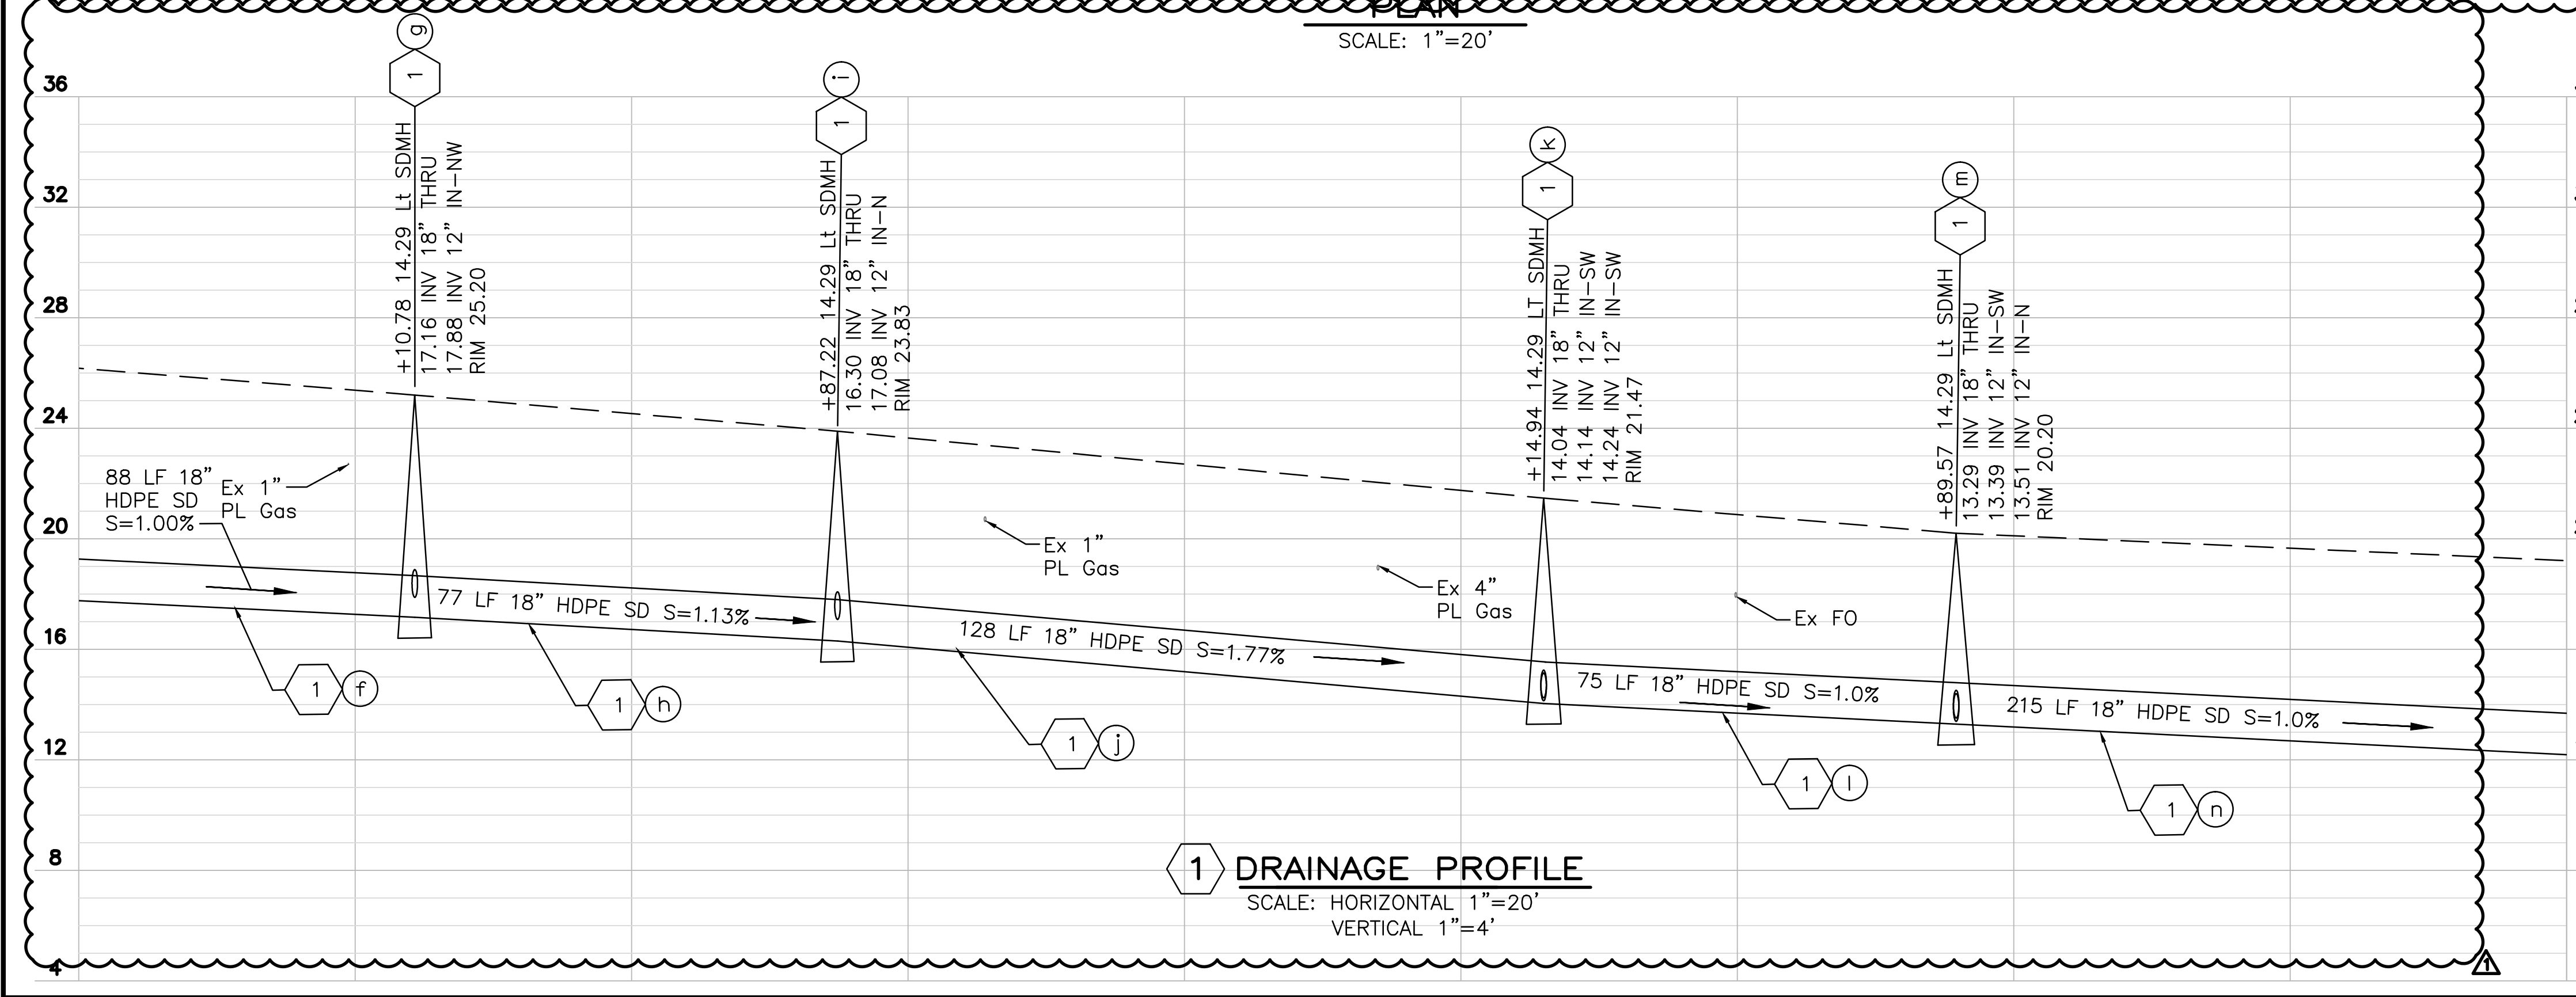 PLAN
SCALE: 1"=20'
36
32
28
24
20
16
12
8
4
g
1
+10.78 14.29 Lt SDMH
17.16 INV 18" THRU
17.88 INV 12" IN-NW
RIM 25.20
i
1
+87.22 14.29 Lt SDMH
16.30 INV 18" THRU
17.08 INV 12" IN-N
RIM 23.83
k
1
+14.94 14.29 LT SDMH
14.04 INV 18" THRU
14.14 INV 12" IN-SW
14.24 INV 12" IN-SW
RIM 21.47
m
1
+89.57 14.29 Lt SDMH
13.29 INV 18" THRU
13.39 INV 12" IN-SW
13.51 INV 12" IN-N
RIM 20.20
88 LF 18"
HDPE SD
S=1.00%
Ex 1"
PL Gas
Ex 1"
PL Gas
Ex 4"
PL Gas
Ex FO
77 LF 18" HDPE SD S=1.13%
128 LF 18" HDPE SD S=1.77%
75 LF 18" HDPE SD S=1.0%
215 LF 18" HDPE SD S=1.0%
1 f
1 h
1 j
1 l
1 n
1 DRAINAGE PROFILE
SCALE: HORIZONTAL 1"=20'
VERTICAL 1"=4'
1